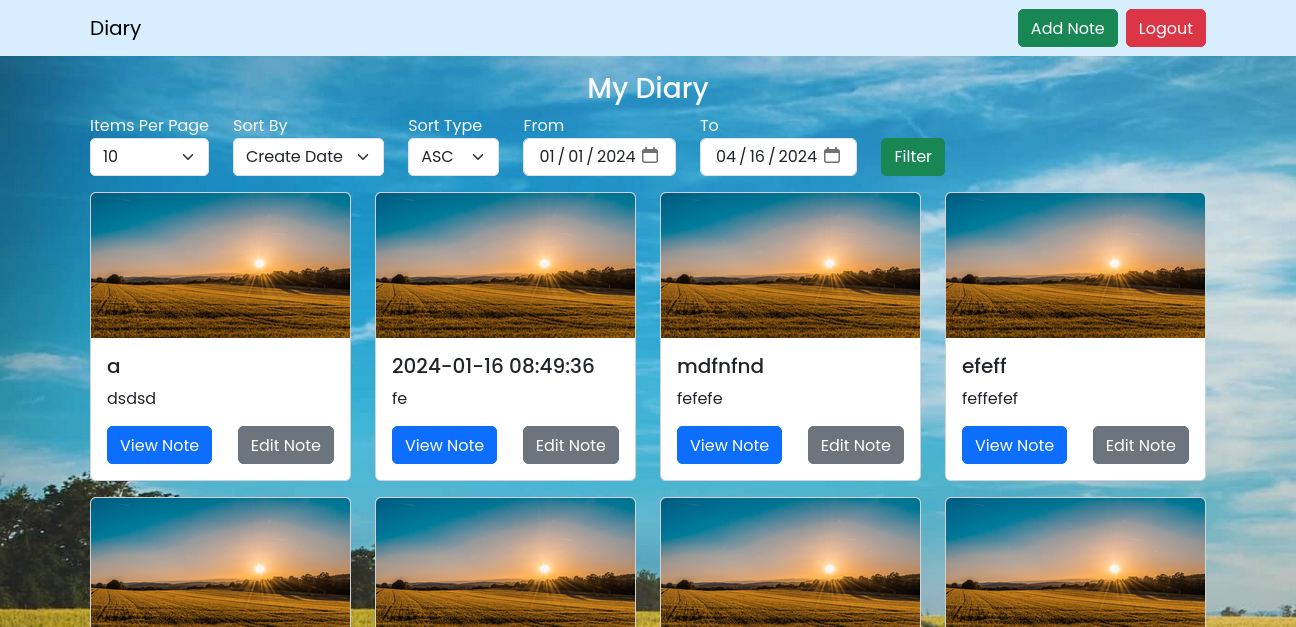 Diary Add Note Logout
My Diary
Items Per Page Sort By Sort Type From To
10 Create Date ASC 01/01/2024 04/16/2024 Filter
a 2024-01-16 08:49:36 mdfnfnd efeff
dsdsd fe fefefe feffefef
View Note Edit Note View Note Edit Note View Note Edit Note View Note Edit Note